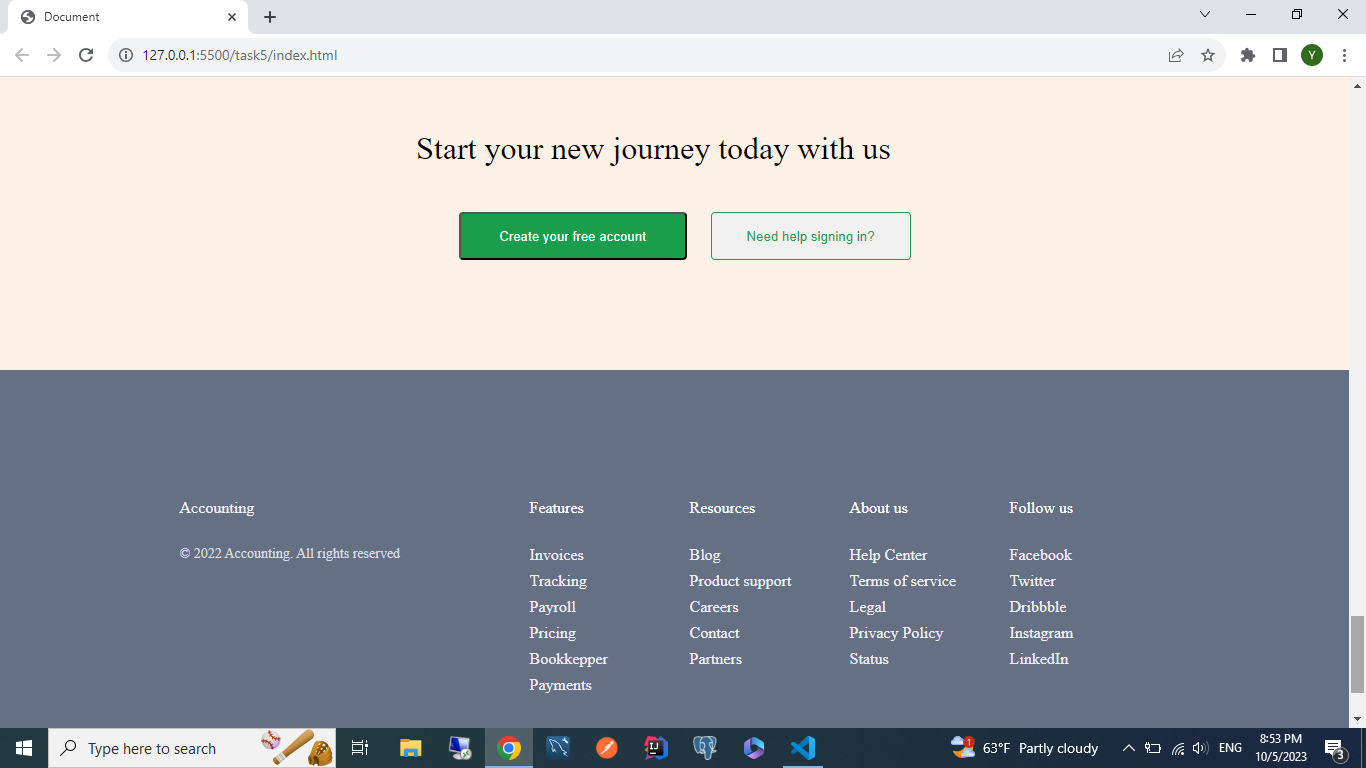 Document
127.0.0.1:5500/task5/index.html
Y
Start your new journey today with us
Create your free account
Need help signing in?
Accounting
© 2022 Accounting. All rights reserved
Features
Invoices
Tracking
Payroll
Pricing
Bookkepper
Payments
Resources
Blog
Product support
Careers
Contact
Partners
About us
Help Center
Terms of service
Legal
Privacy Policy
Status
Follow us
Facebook
Twitter
Dribbble
Instagram
LinkedIn
Type here to search
IJ
1
63°F Partly cloudy
ENG
8:53 PM
10/5/2023
3